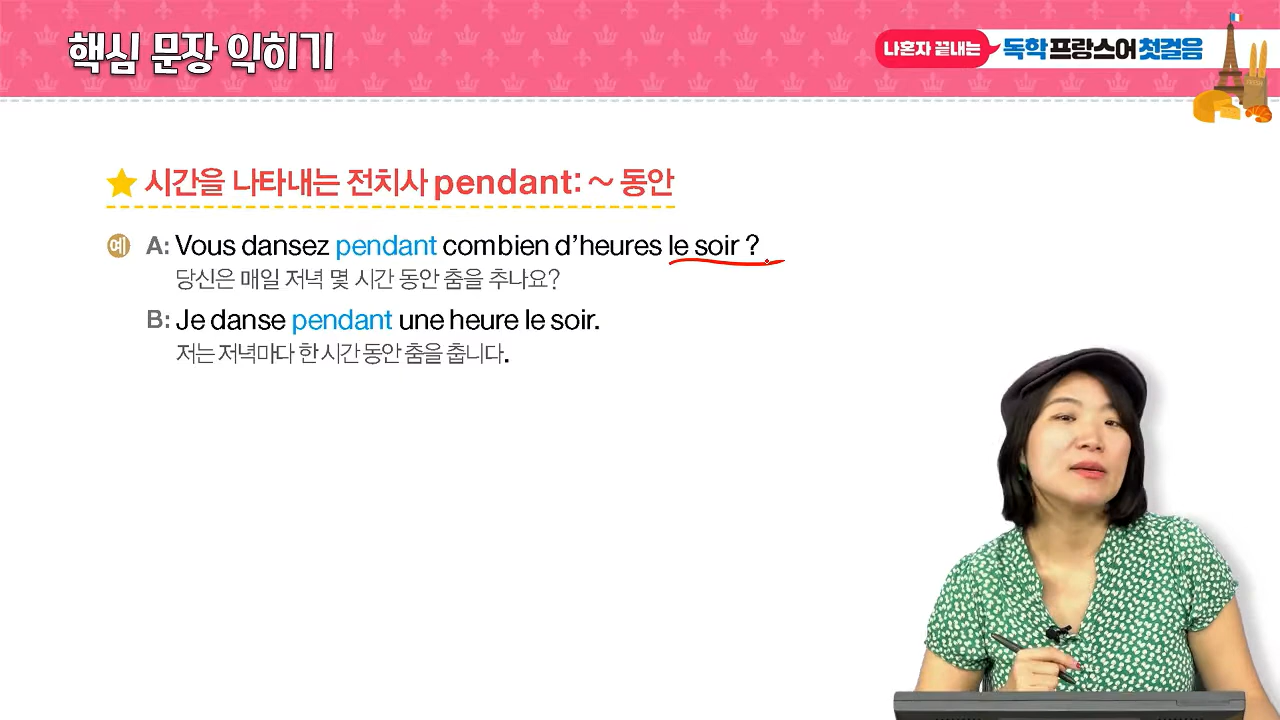 핵심 문장 익히기
나혼자 끝내는 독학 프랑스어 첫걸음
시간을 나타내는 전치사 pendant: ~ 동안
예 A: Vous dansez pendant combien d’heures le soir ?
당신은 매일 저녁 몇 시간 동안 춤을 추나요?
B: Je danse pendant une heure le soir.
저는 저녁마다 한 시간 동안 춤을 춥니다.